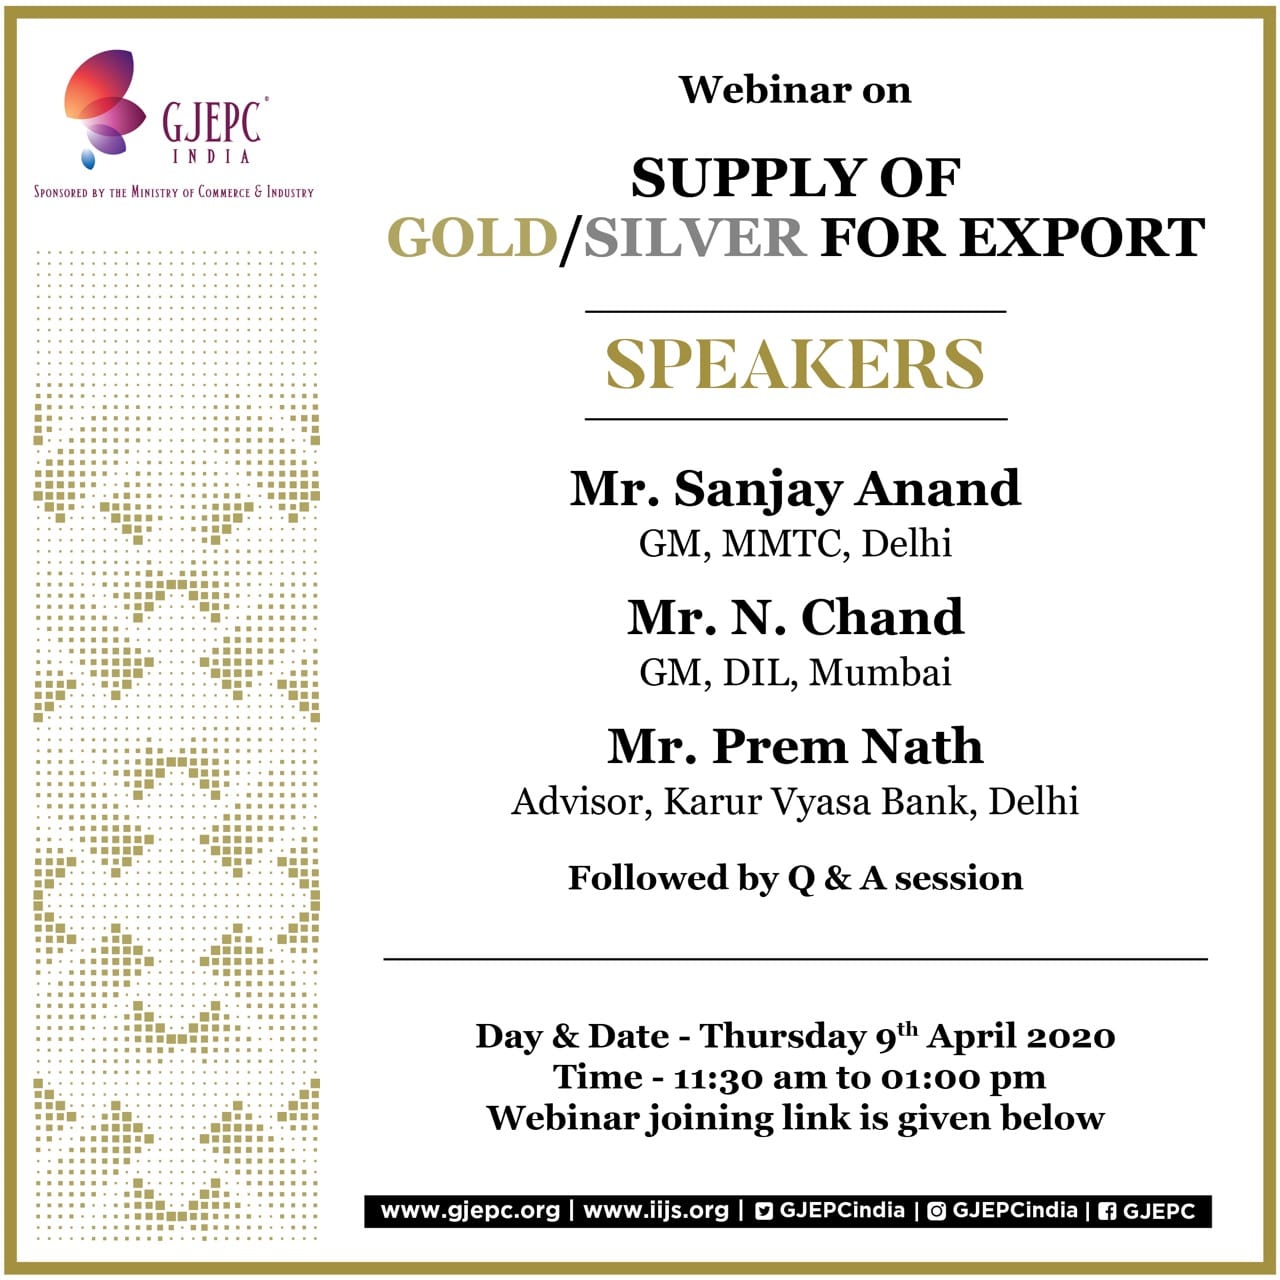 GJEPC
INDIA
SPONSORED BY THE MINISTRY OF COMMERCE & INDUSTRY
Webinar on
SUPPLY OF
GOLD/SILVER FOR EXPORT
SPEAKERS
Mr. Sanjay Anand
GM, MMTC, Delhi
Mr. N. Chand
GM, DIL, Mumbai
Mr. Prem Nath
Advisor, Karur Vyasa Bank, Delhi
Followed by Q & A session
Day & Date - Thursday 9th April 2020
Time - 11:30 am to 01:00 pm
Webinar joining link is given below
www.gjepc.org | www.iijs.org | GJEPCindia | GJEPCindia | GJEPC